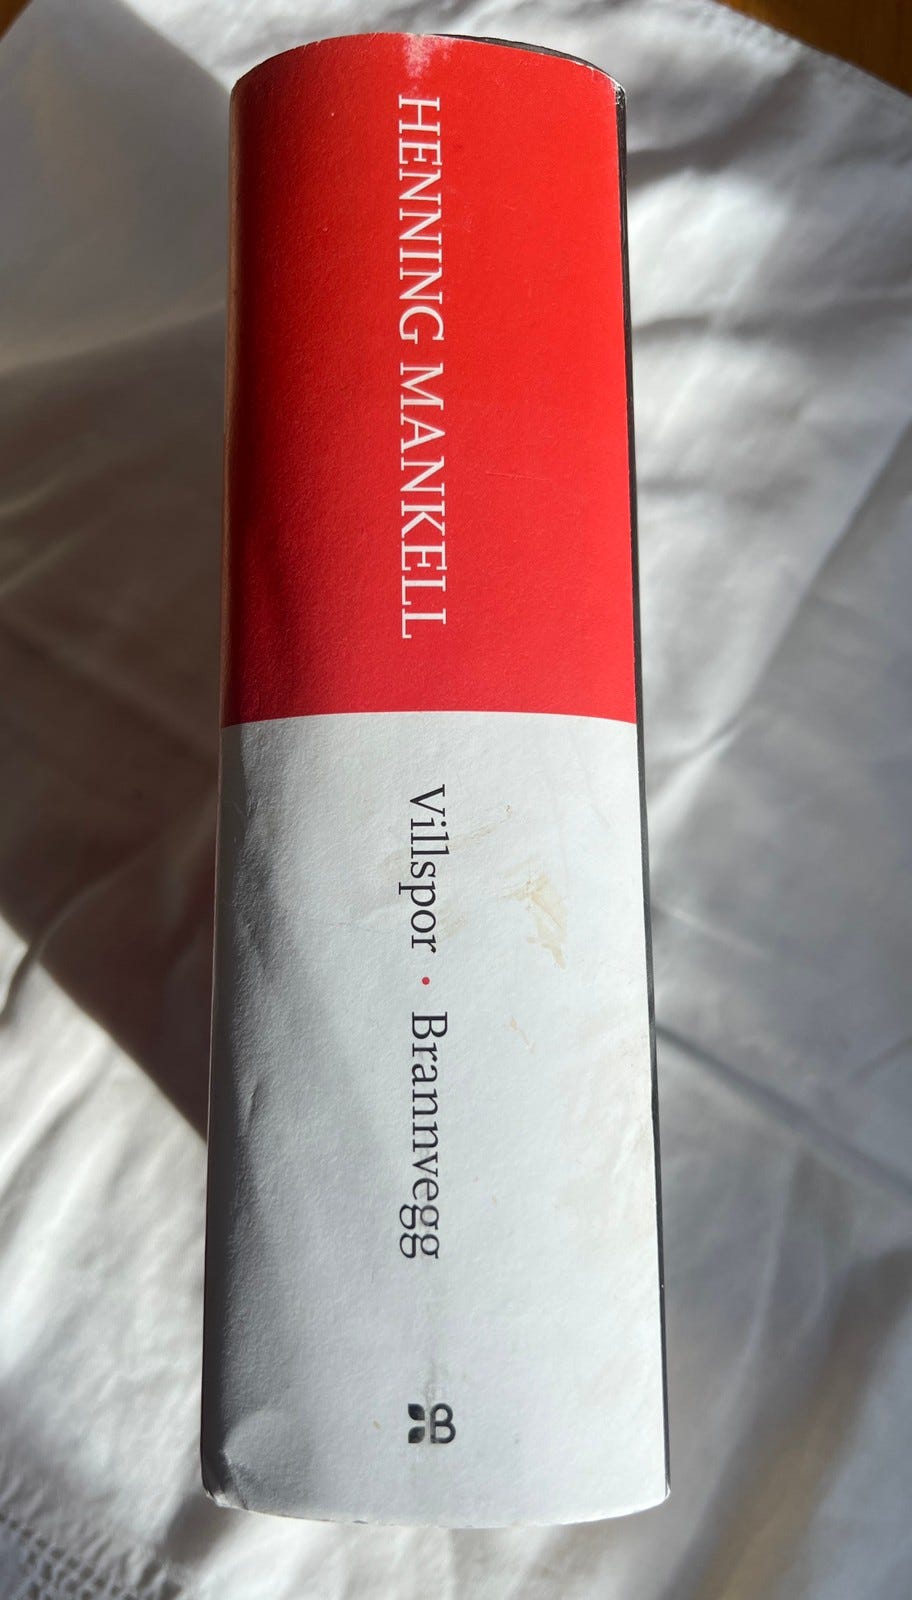 HENNING MANKELL
Villspor • Brannvegg
B